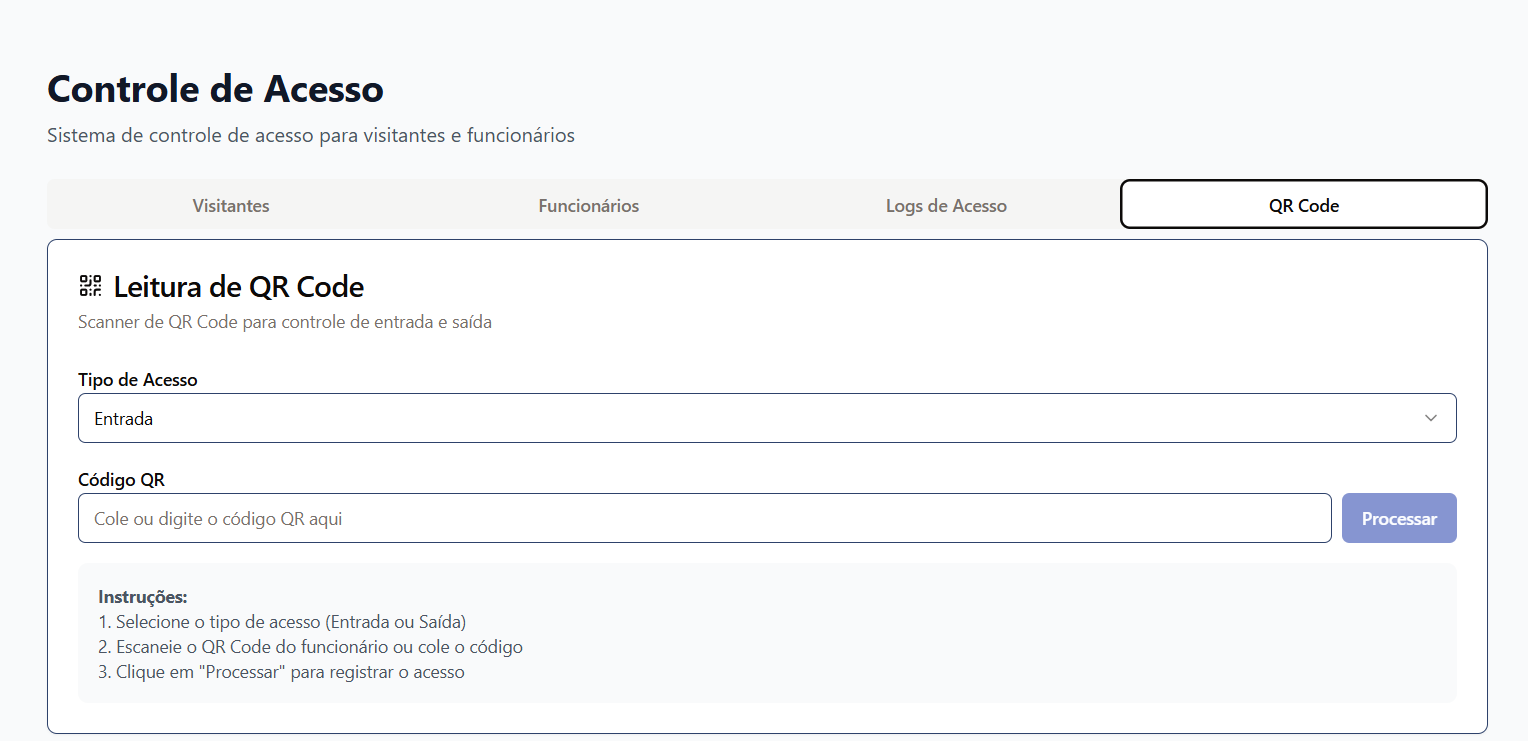 Controle de Acesso
Sistema de controle de acesso para visitantes e funcionários
Visitantes
Funcionários
Logs de Acesso
QR Code
Leitura de QR Code
Scanner de QR Code para controle de entrada e saída
Tipo de Acesso
Entrada
Código QR
Cole ou digite o código QR aqui
Processar
Instruções:
1. Selecione o tipo de acesso (Entrada ou Saída)
2. Escaneie o QR Code do funcionário ou cole o código
3. Clique em "Processar" para registrar o acesso